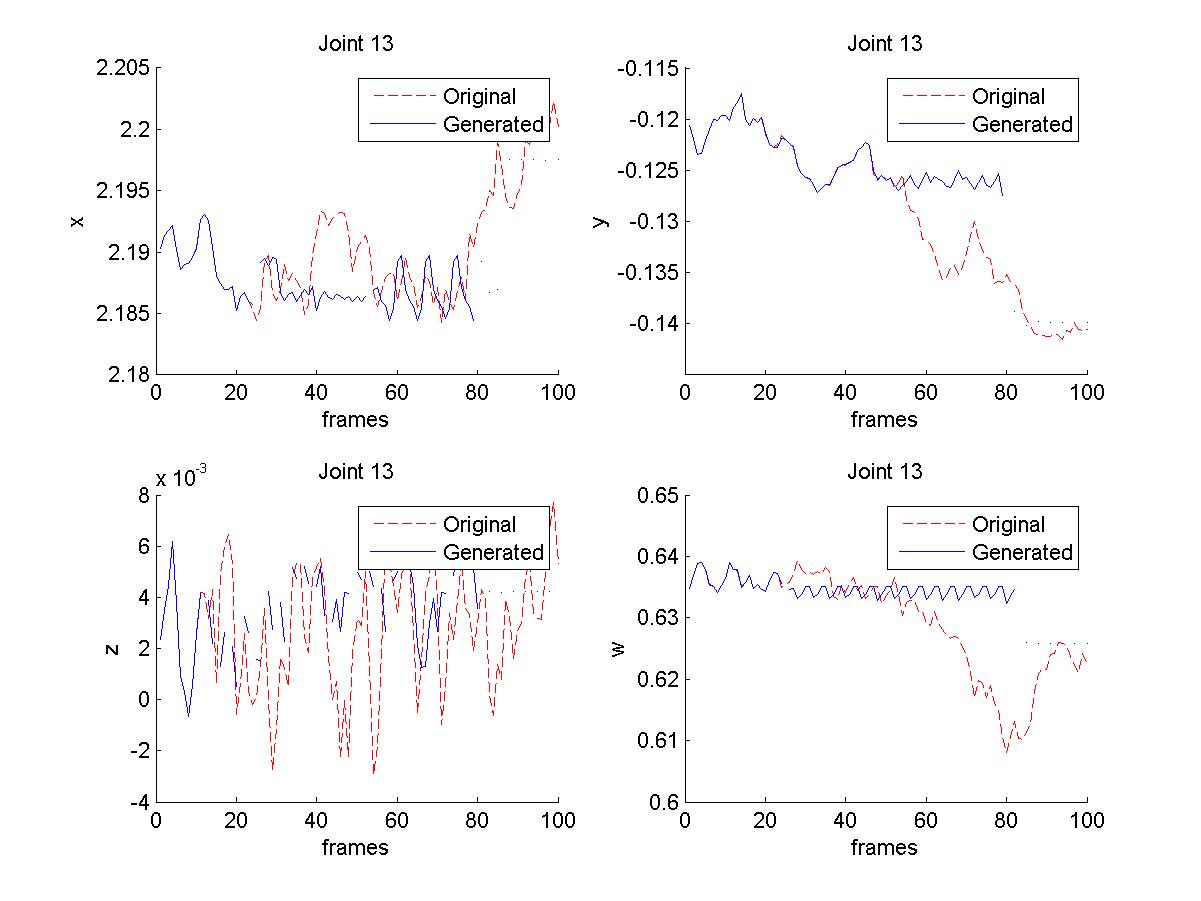 Joint 13
2.205
2.2
2.195
2.19
2.185
2.18
x
0 20 40 60 80 100
frames
Original
Generated
Joint 13
-0.115
-0.12
-0.125
-0.13
-0.135
-0.14
y
0 20 40 60 80 100
frames
Original
Generated
Joint 13
x 10-3
8
6
4
2
0
-2
-4
z
0 20 40 60 80 100
frames
Original
Generated
Joint 13
0.65
0.64
0.63
0.62
0.61
0.6
w
0 20 40 60 80 100
frames
Original
Generated